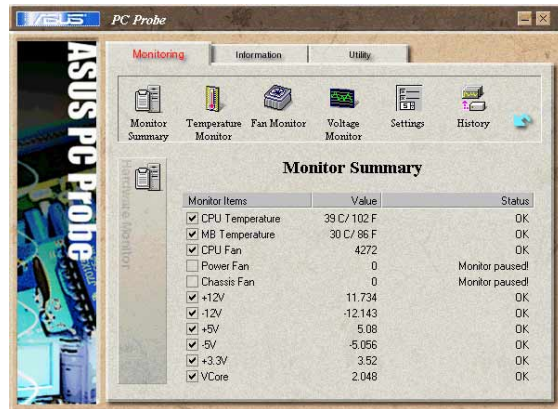 ASUS PC Probe
Monitoring Information Utility
Monitor Summary Temperature Monitor Fan Monitor Voltage Monitor Settings History
ASUS PC Probe
Hardware Monitor
Monitor Summary
Monitor Items Value Status
CPU Temperature 39 C/ 102 F OK
MB Temperature 30 C/ 86 F OK
CPU Fan 4272 OK
Power Fan 0 Monitor paused!
Chassis Fan 0 Monitor paused!
+12V 11.734 OK
-12V -12.143 OK
+5V 5.08 OK
-5V -5.056 OK
+3.3V 3.52 OK
VCore 2.048 OK